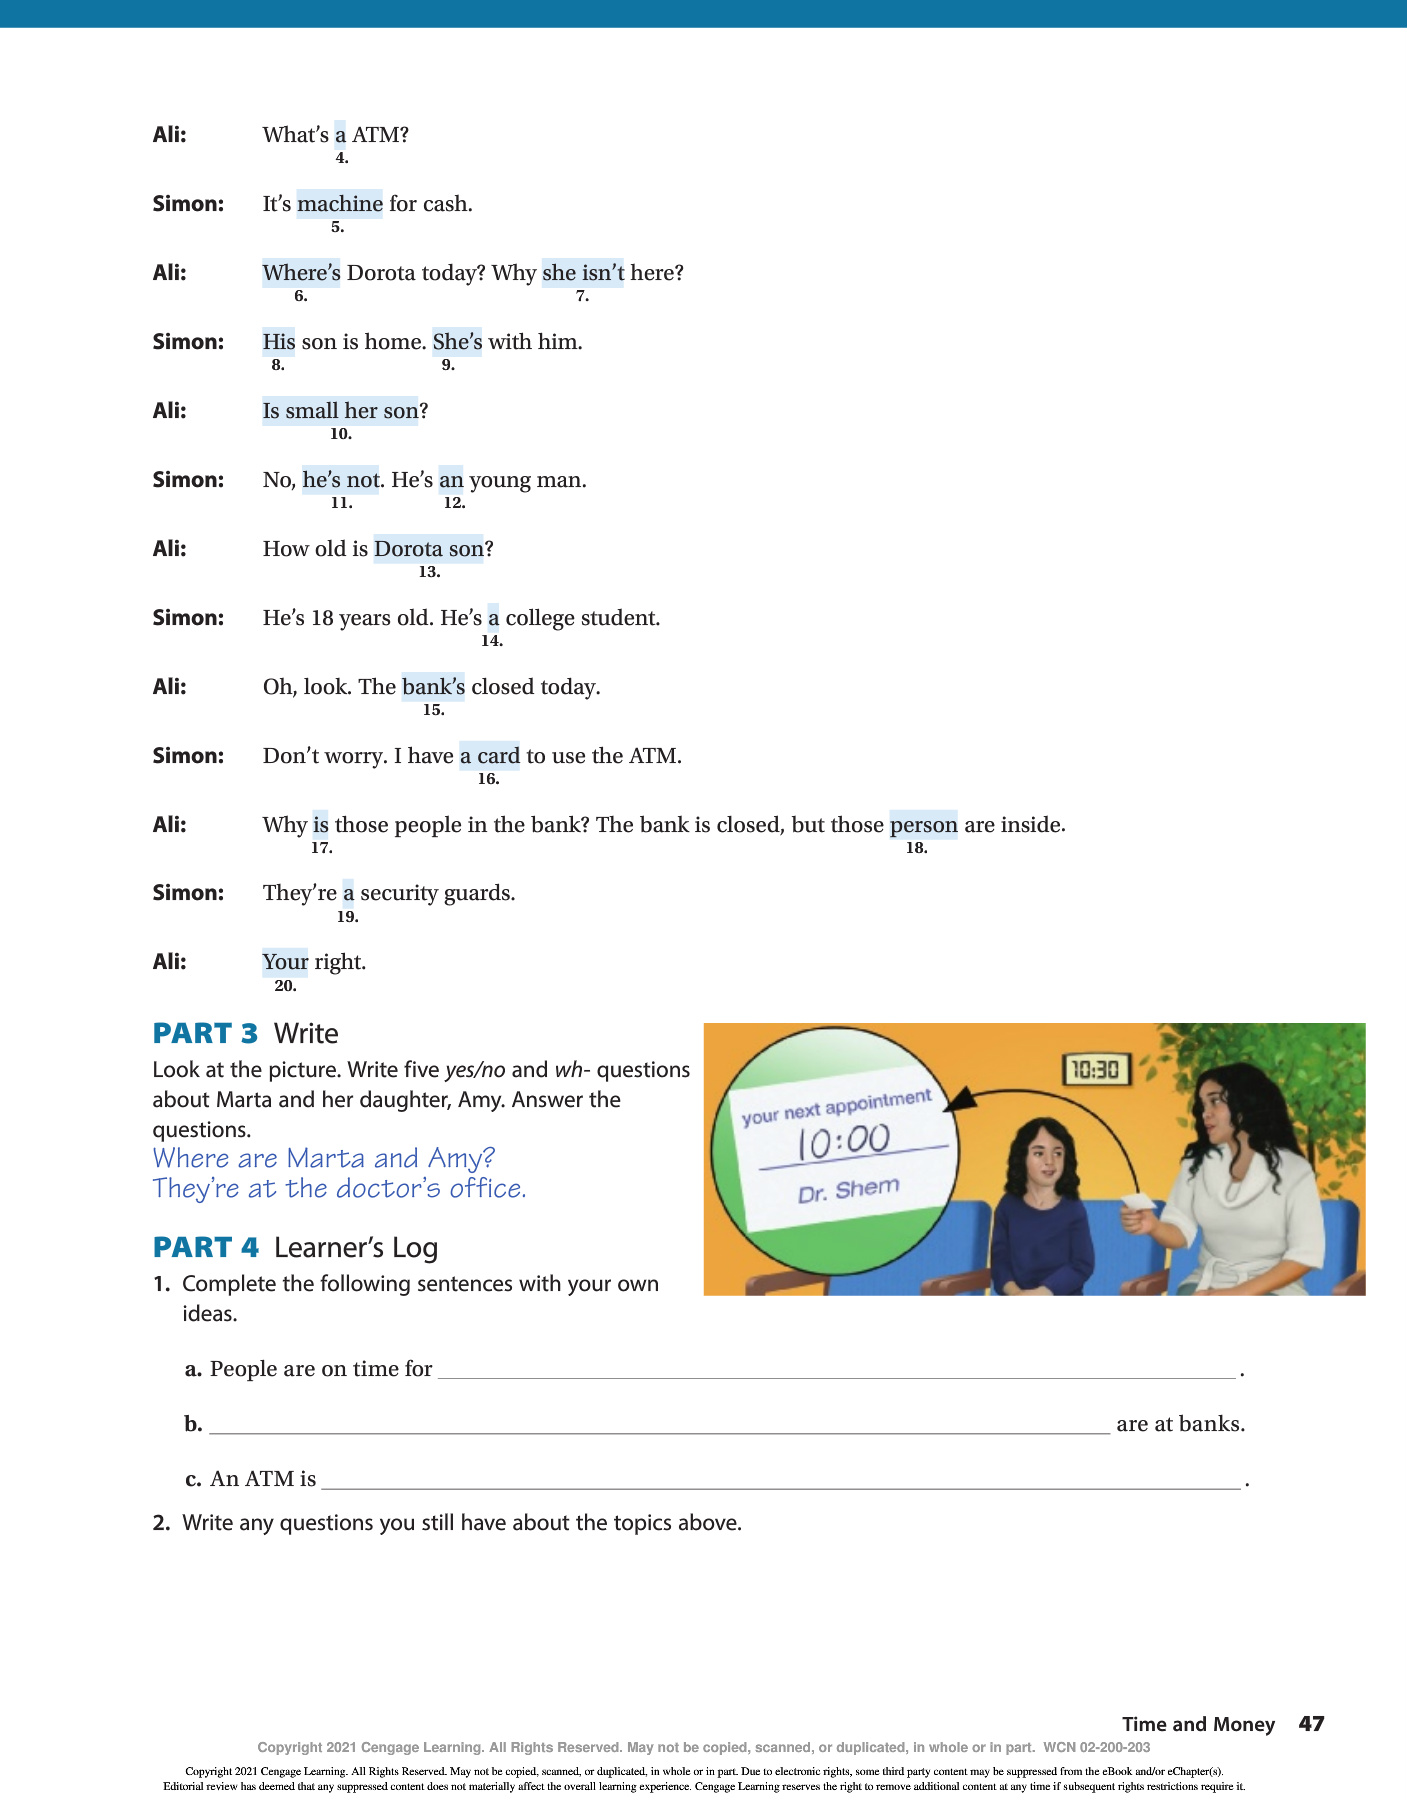 Ali: What's a ATM?
4.
Simon: It's machine for cash.
5.
Ali: Where's Dorota today? Why she isn't here?
6. 7.
Simon: His son is home. She's with him.
8. 9.
Ali: Is small her son?
10.
Simon: No, he's not. He's an young man.
11. 12.
Ali: How old is Dorota son?
13.
Simon: He's 18 years old. He's a college student.
14.
Ali: Oh, look. The bank's closed today.
15.
Simon: Don't worry. I have a card to use the ATM.
16.
Ali: Why is those people in the bank? The bank is closed, but those person are inside.
17. 18.
Simon: They're a security guards.
19.
Ali: Your right.
20.
PART 3 Write
Look at the picture. Write five yes/no and wh- questions
about Marta and her daughter, Amy. Answer the
questions.
Where are Marta and Amy?
They're at the doctor's office.
10:30
your next appointment
10:00
Dr. Shem
PART 4 Learner's Log
1. Complete the following sentences with your own
ideas.
a. People are on time for .
b. are at banks.
c. An ATM is .
2. Write any questions you still have about the topics above.
Time and Money 47
Copyright 2021 Cengage Learning. All Rights Reserved. May not be copied, scanned, or duplicated, in whole or in part. WCN 02-200-203
Copyright 2021 Cengage Learning. All Rights Reserved. May not be copied, scanned, or duplicated, in whole or in part. Due to electronic rights, some third party content may be suppressed from the eBook and/or eChapter(s).
Editorial review has deemed that any suppressed content does not materially affect the overall learning experience. Cengage Learning reserves the right to remove additional content at any time if subsequent rights restrictions require it.